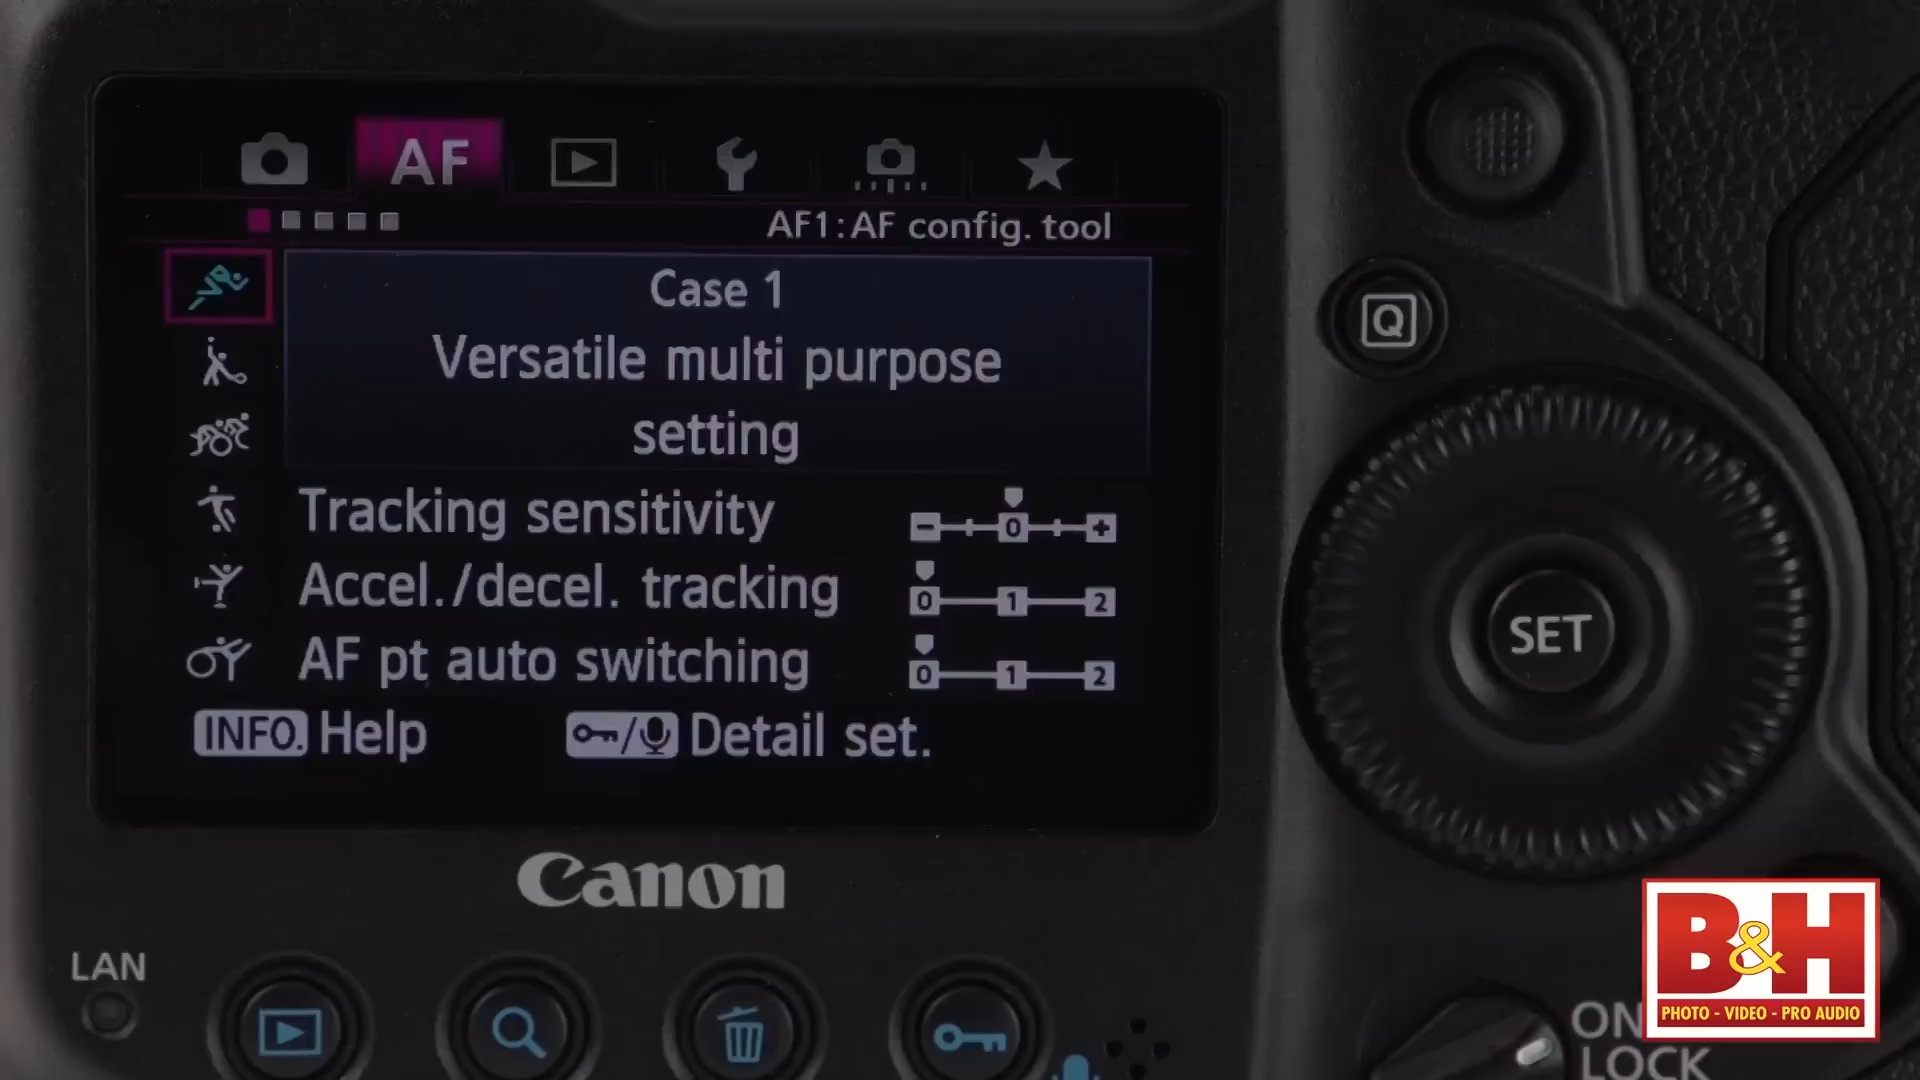 AF
AF1:AF config. tool
Case 1
Versatile multi purpose
setting
Tracking sensitivity
- 0 +
Accel./decel. tracking
0 1 2
AF pt auto switching
0 1 2
INFO. Help
/ Detail set.
Q
SET
Canon
LAN
ON
LOCK
B&H
PHOTO - VIDEO - PRO AUDIO